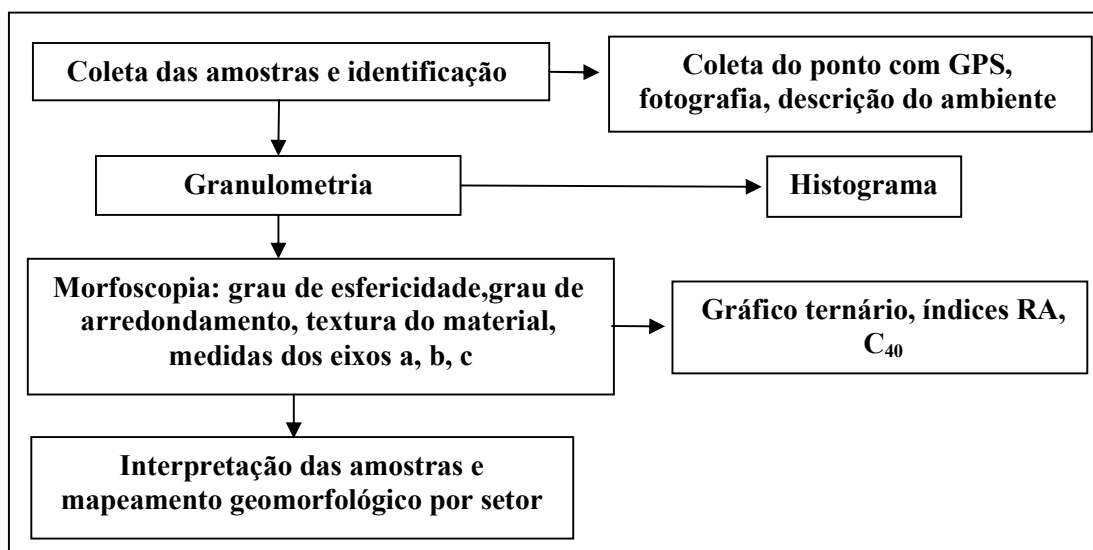 Coleta das amostras e identificação
Coleta do ponto com GPS,
fotografia, descrição do ambiente
Granulometria
Histograma
Morfoscopia: grau de esfericidade,grau de
arredondamento, textura do material,
medidas dos eixos a, b, c
Gráfico ternário, índices RA,
C₄₀
Interpretação das amostras e
mapeamento geomorfológico por setor